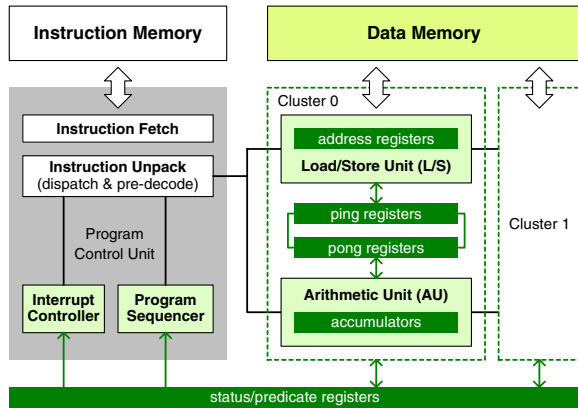 Instruction Memory
Data Memory
Cluster 0
Instruction Fetch
address registers
Instruction Unpack
(dispatch & pre-decode)
Load/Store Unit (L/S)
ping registers
pong registers
Program
Control Unit
Cluster 1
Interrupt
Controller
Program
Sequencer
Arithmetic Unit (AU)
accumulators
status/predicate registers